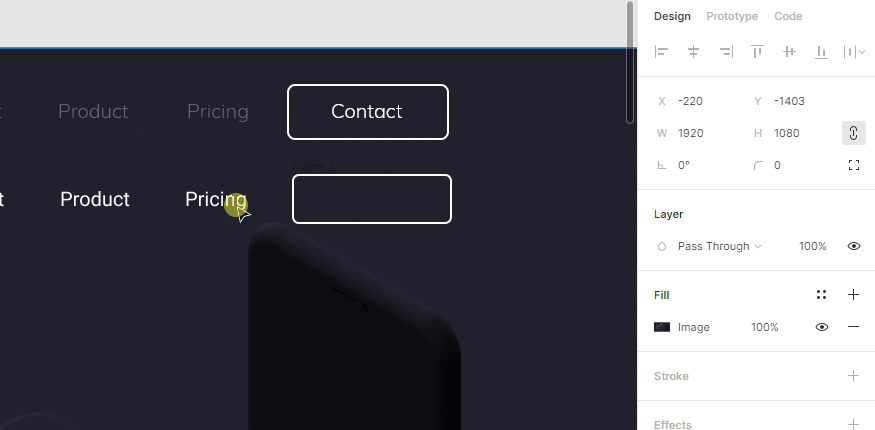 Design Prototype Code
t Product Pricing Contact
X -220 Y -1403
W 1920 H 1080
0° 0
Frame 2
t Product Pricing
Layer
Pass Through 100%
Fill
Image 100%
Stroke
Effects